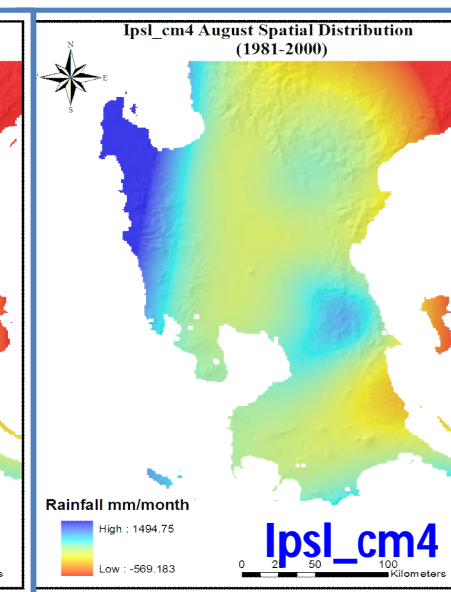 Ipsl_cm4 August Spatial Distribution
(1981-2000)
N
E
S
Rainfall mm/month
High : 1494.75
Low : -569.183
Ipsl_cm4
0 25 50 100
Kilometers